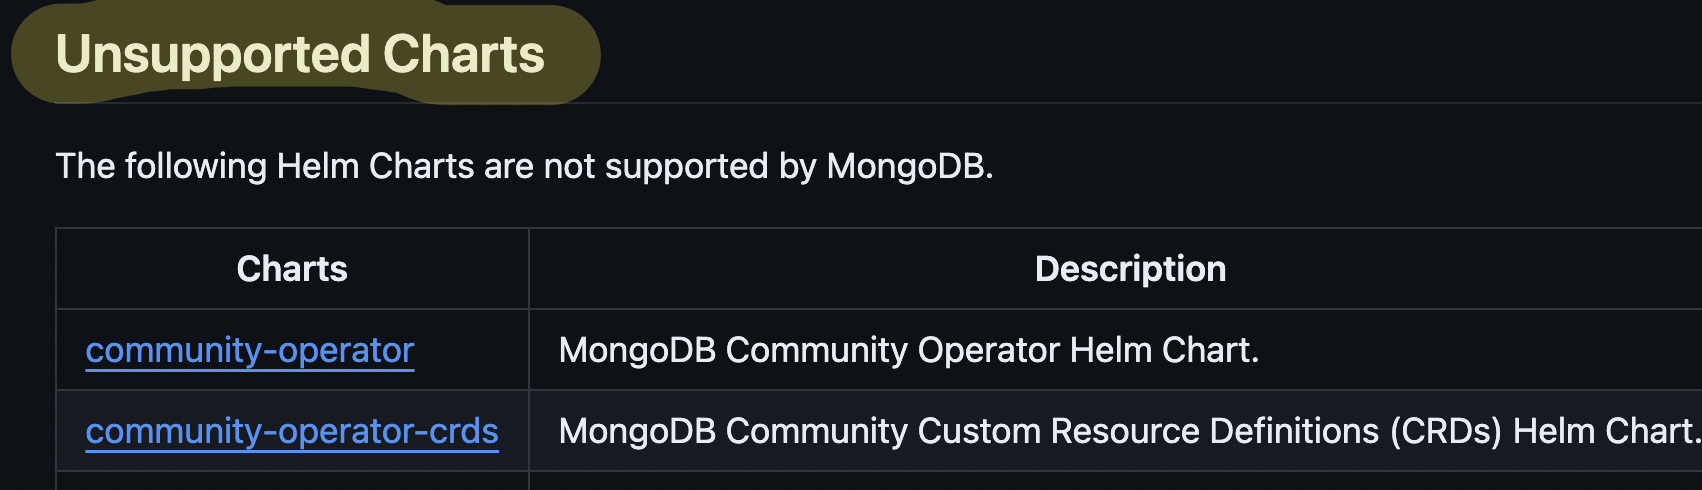 Unsupported Charts
The following Helm Charts are not supported by MongoDB.
Charts Description
community-operator MongoDB Community Operator Helm Chart.
community-operator-crds MongoDB Community Custom Resource Definitions (CRDs) Helm Chart.